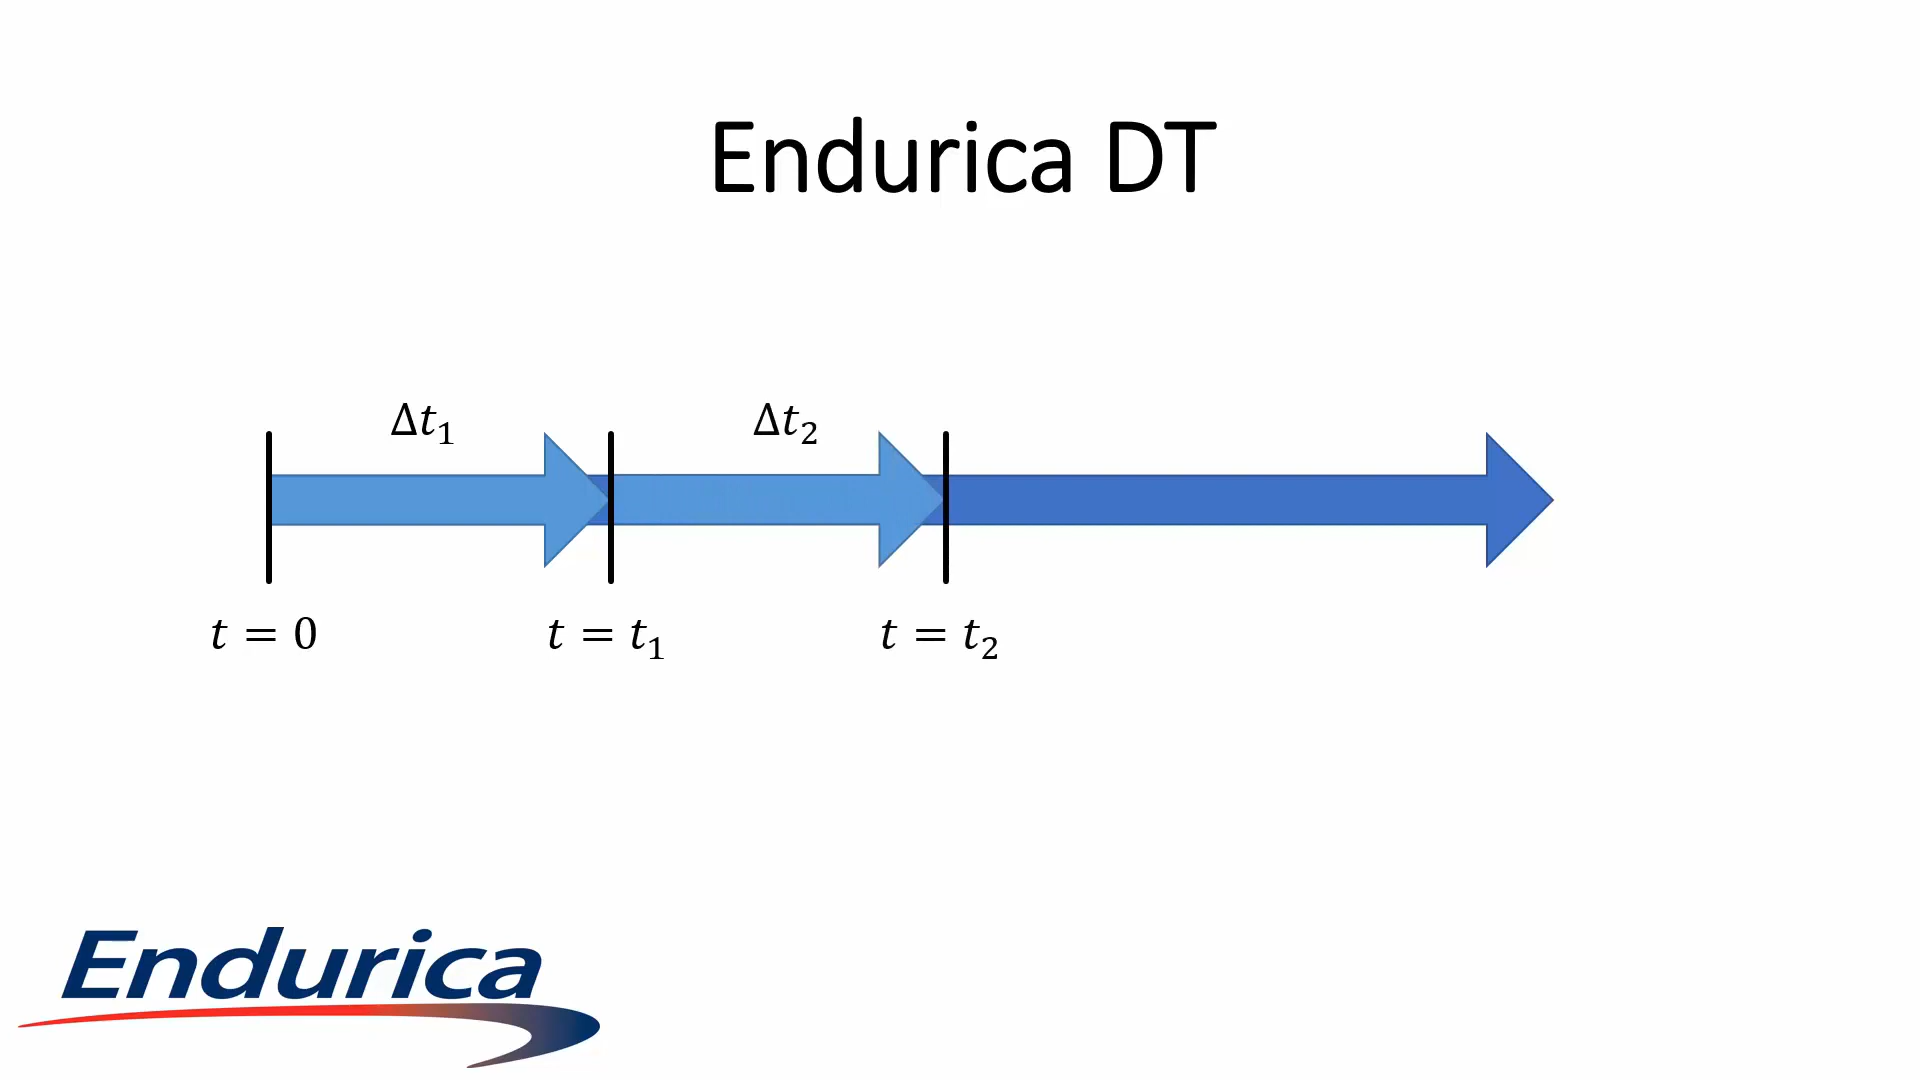 Endurica DT
Δt₁ Δt₂
t = 0 t = t₁ t = t₂
Endurica